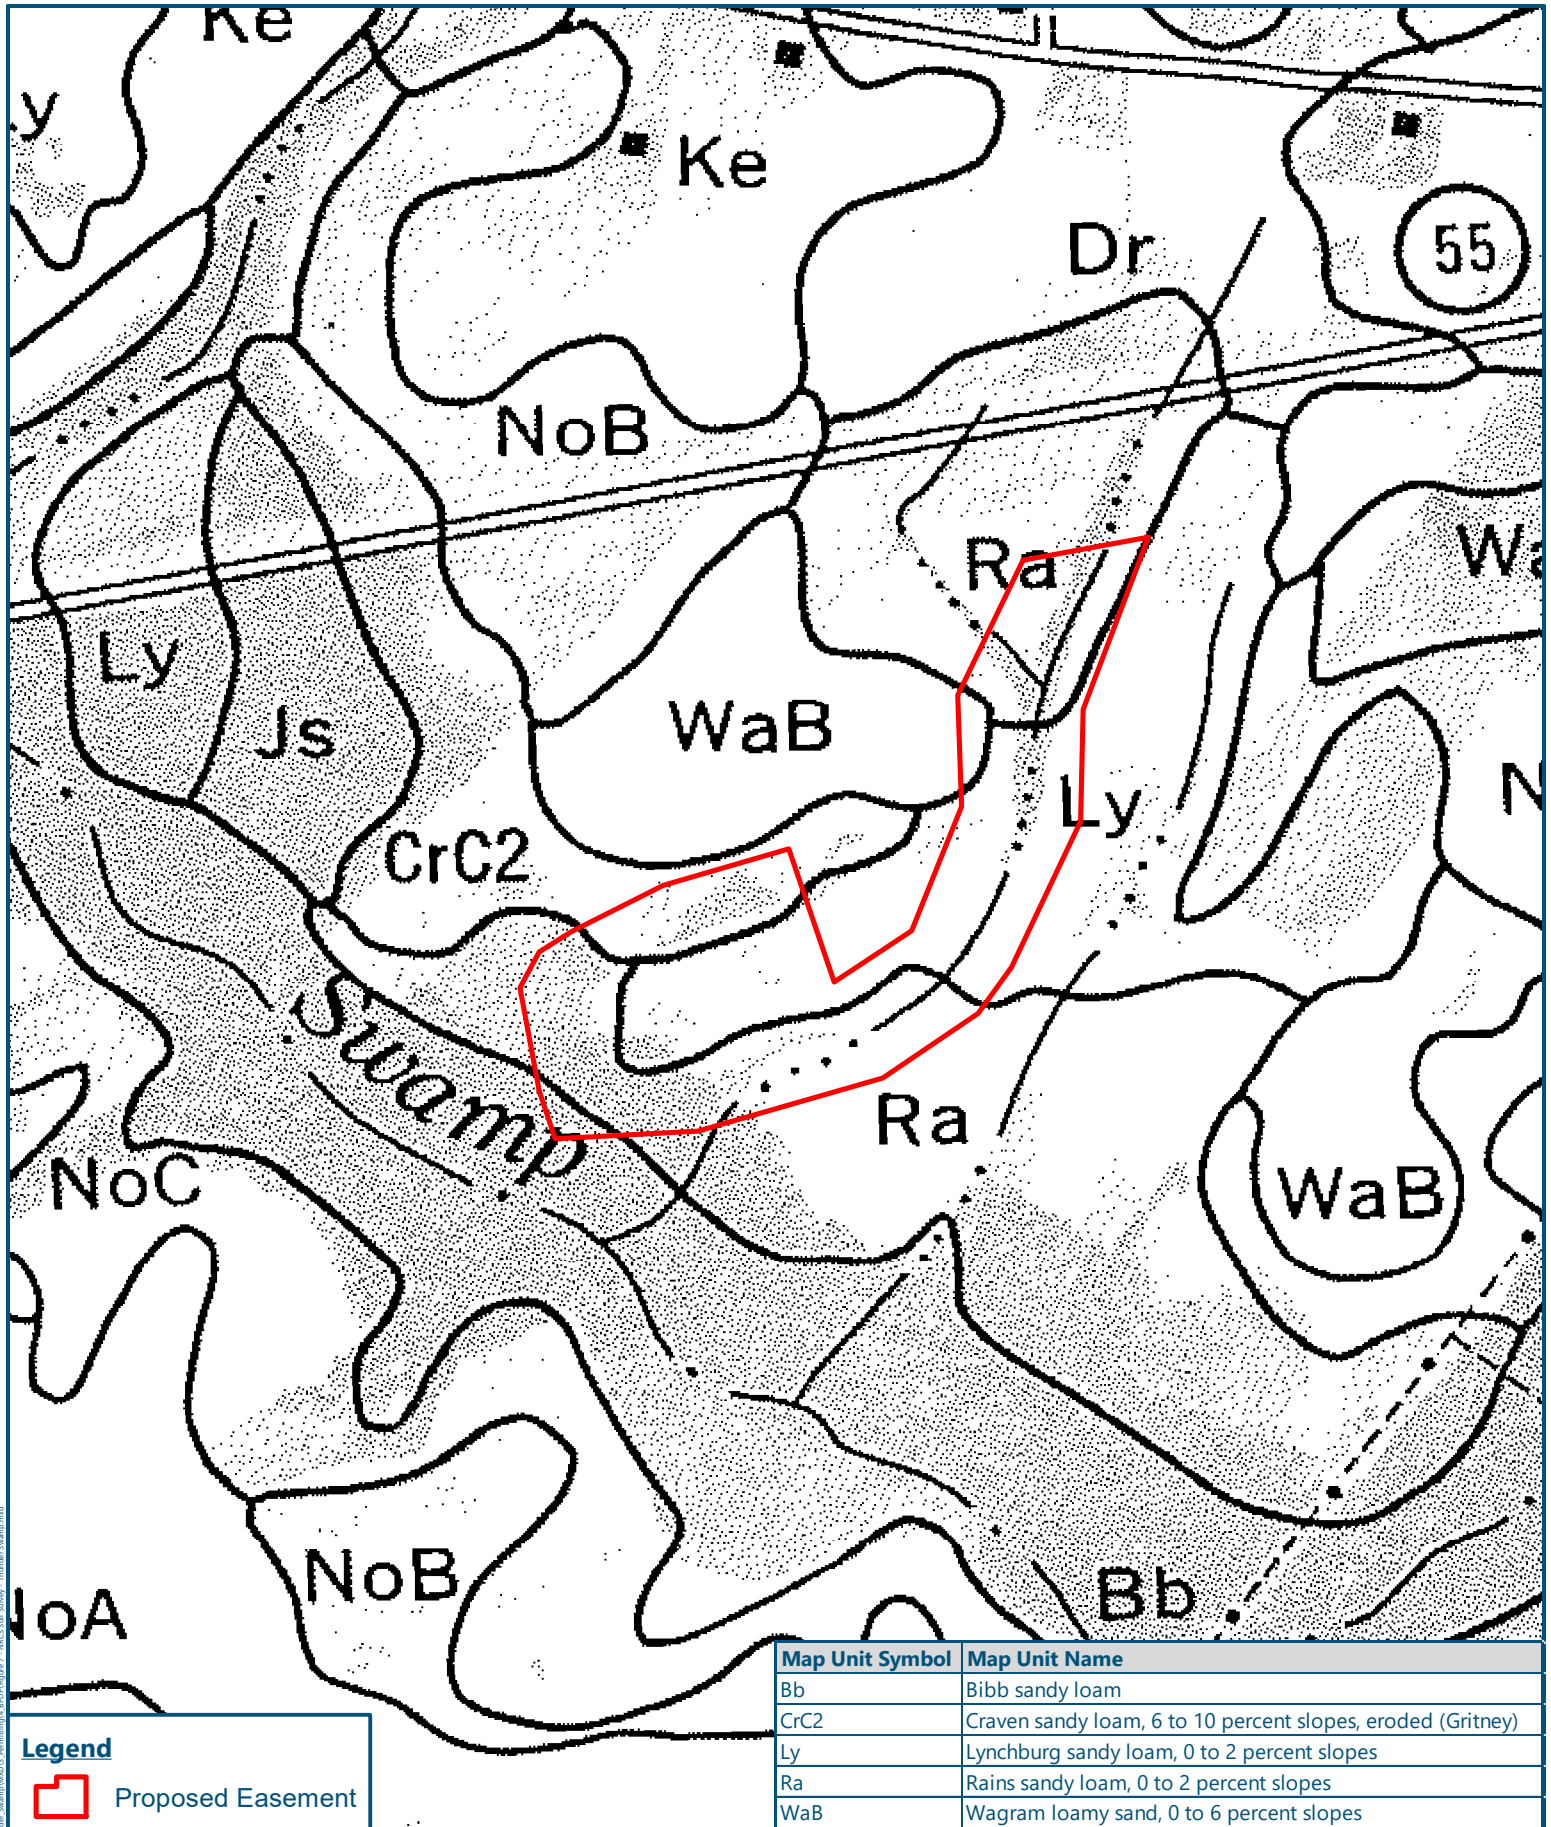 Ke
y
Ke
Dr
55
NoB
Ra
Wa
Ly
Js
WaB
N
Ly
CrC2
Swamp
Ra
NoC
WaB
NoB
Bb
NoA
Map Unit Symbol Map Unit Name
Bb Bibb sandy loam
CrC2 Craven sandy loam, 6 to 10 percent slopes, eroded (Gritney)
Ly Lynchburg sandy loam, 0 to 2 percent slopes
Ra Rains sandy loam, 0 to 2 percent slopes
WaB Wagram loamy sand, 0 to 6 percent slopes
Legend
Proposed Easement